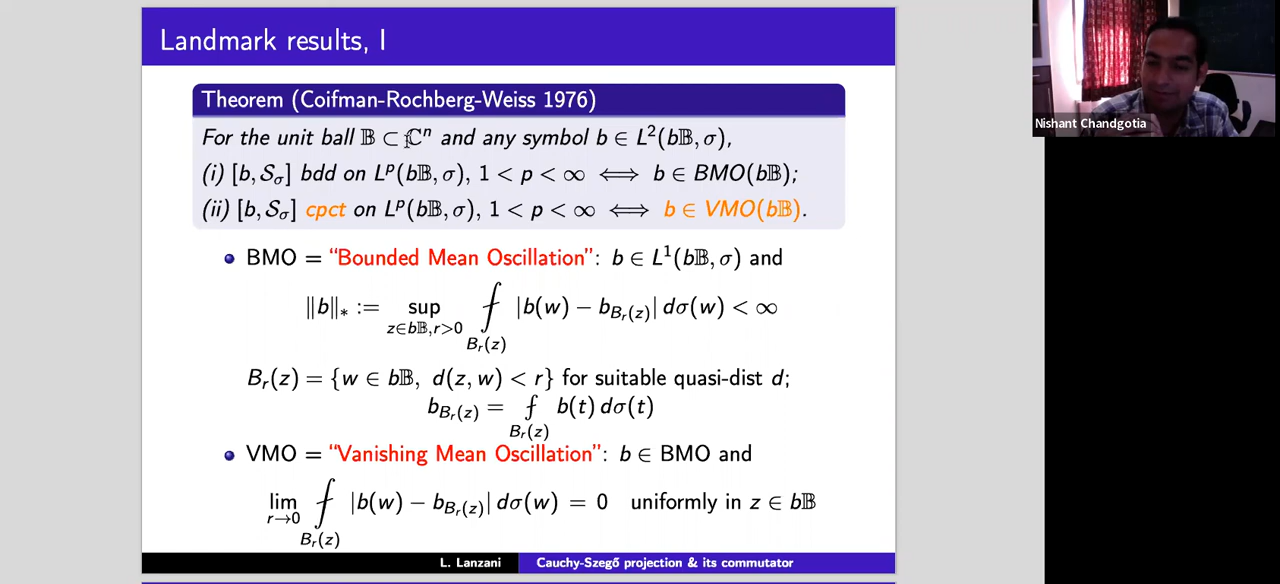 Landmark results, I
Theorem (Coifman-Rochberg-Weiss 1976)
For the unit ball 𝔹 ⊂ ℂⁿ and any symbol b ∈ L²(b𝔹, σ),
(i) [b, 𝒮_σ] bdd on Lᵖ(b𝔹, σ), 1 < p < ∞ ⟺ b ∈ BMO(b𝔹);
(ii) [b, 𝒮_σ] cpct on Lᵖ(b𝔹, σ), 1 < p < ∞ ⟺ b ∈ VMO(b𝔹).
BMO = “Bounded Mean Oscillation”: b ∈ L¹(b𝔹, σ) and
‖b‖_* := sup_{z∈b𝔹, r>0} ⨍_{B_r(z)} |b(w) − b_{B_r(z)}| dσ(w) < ∞
B_r(z) = {w ∈ b𝔹, d(z, w) < r} for suitable quasi-dist d;
b_{B_r(z)} = ⨍_{B_r(z)} b(t) dσ(t)
VMO = “Vanishing Mean Oscillation”: b ∈ BMO and
lim_{r→0} ⨍_{B_r(z)} |b(w) − b_{B_r(z)}| dσ(w) = 0 uniformly in z ∈ b𝔹
L. Lanzani Cauchy-Szegő projection & its commutator
Nishant Chandgotia